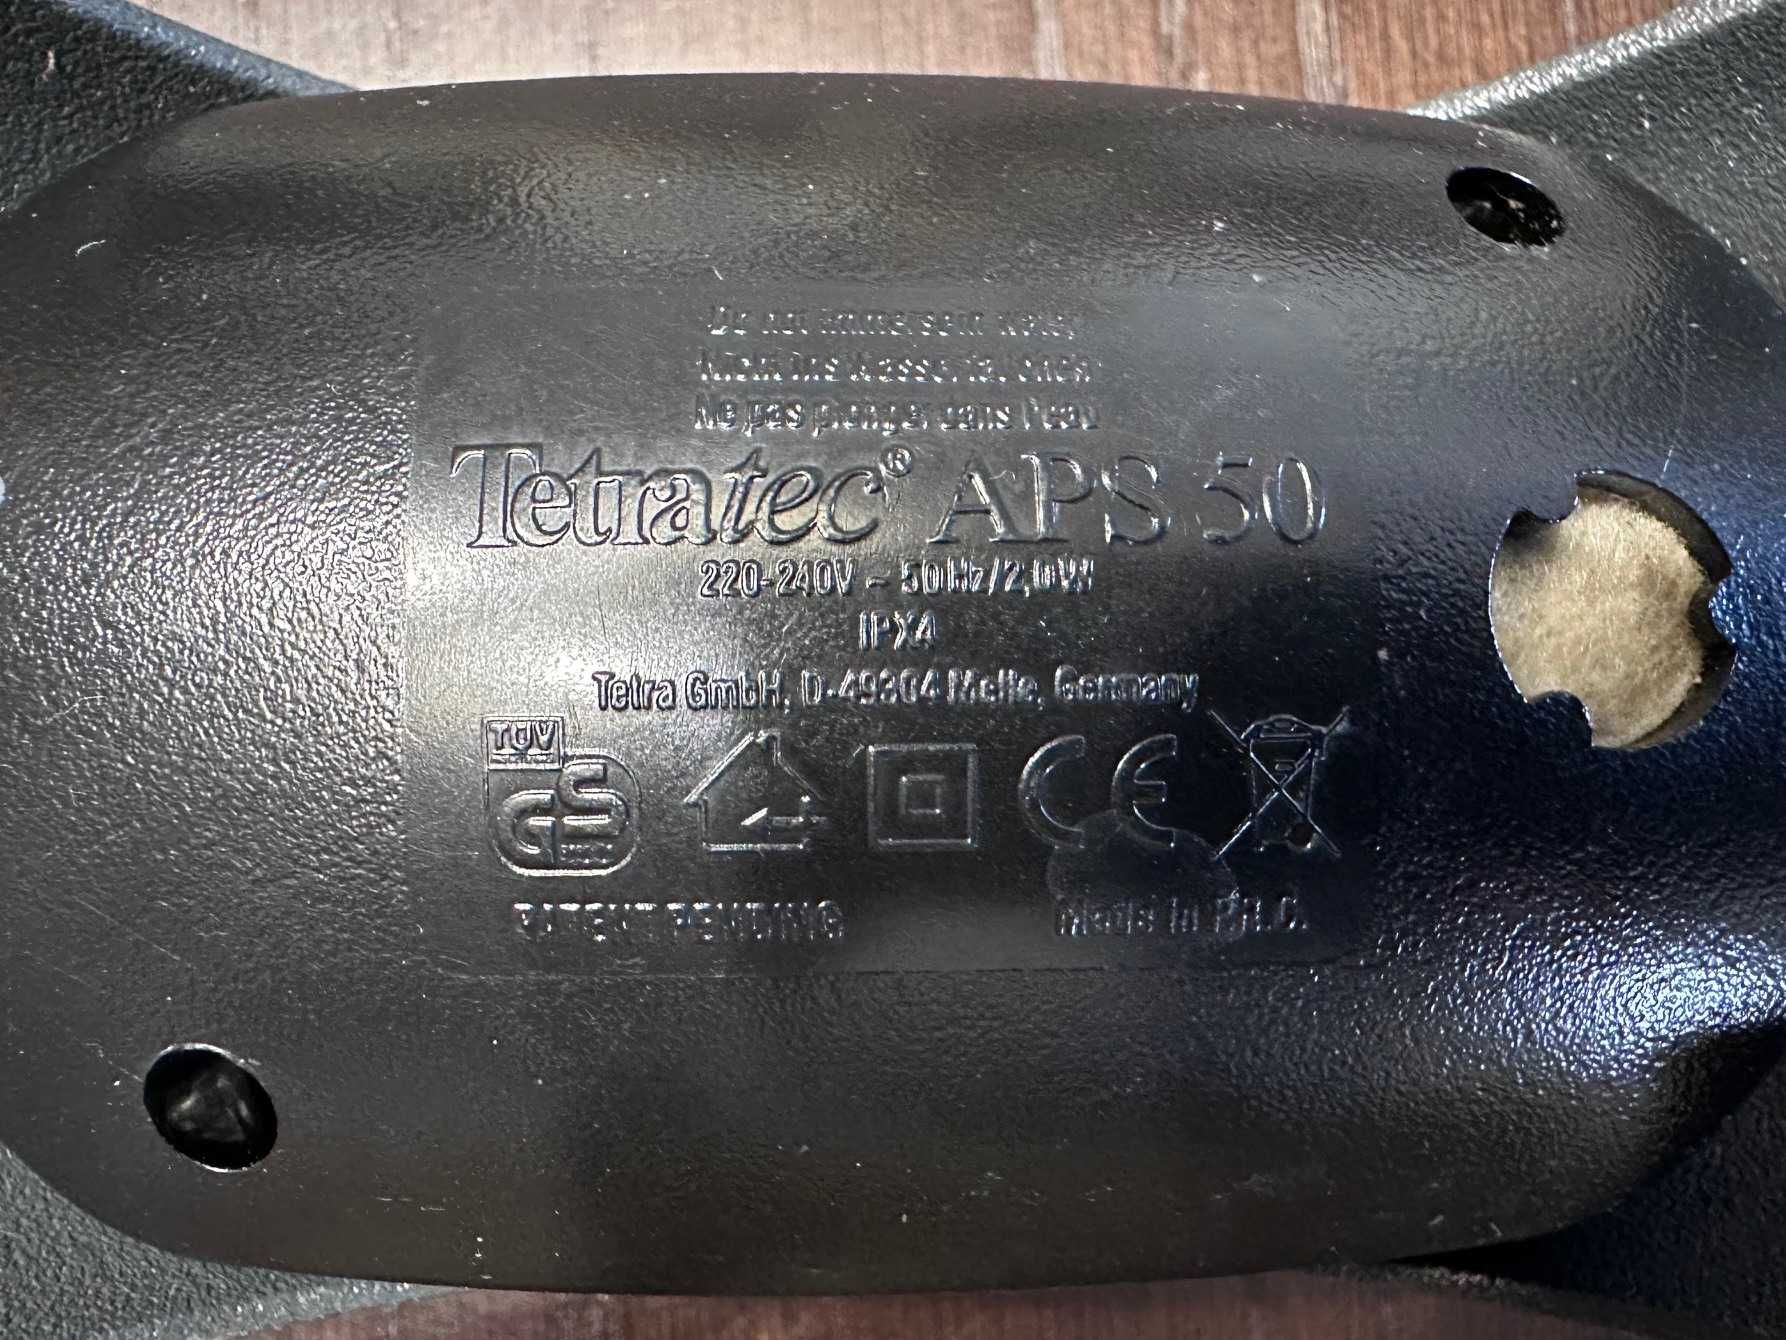 Do not immerse in water
Nicht ins Wasser tauchen
Ne pas plonger dans l'eau
Tetratec® APS 50
220-240V ~ 50Hz/2,0W
IPX4
Tetra GmbH, D-49304 Melle, Germany
TÜV
GS
CE
PATENT PENDING
Made in P.R.C.